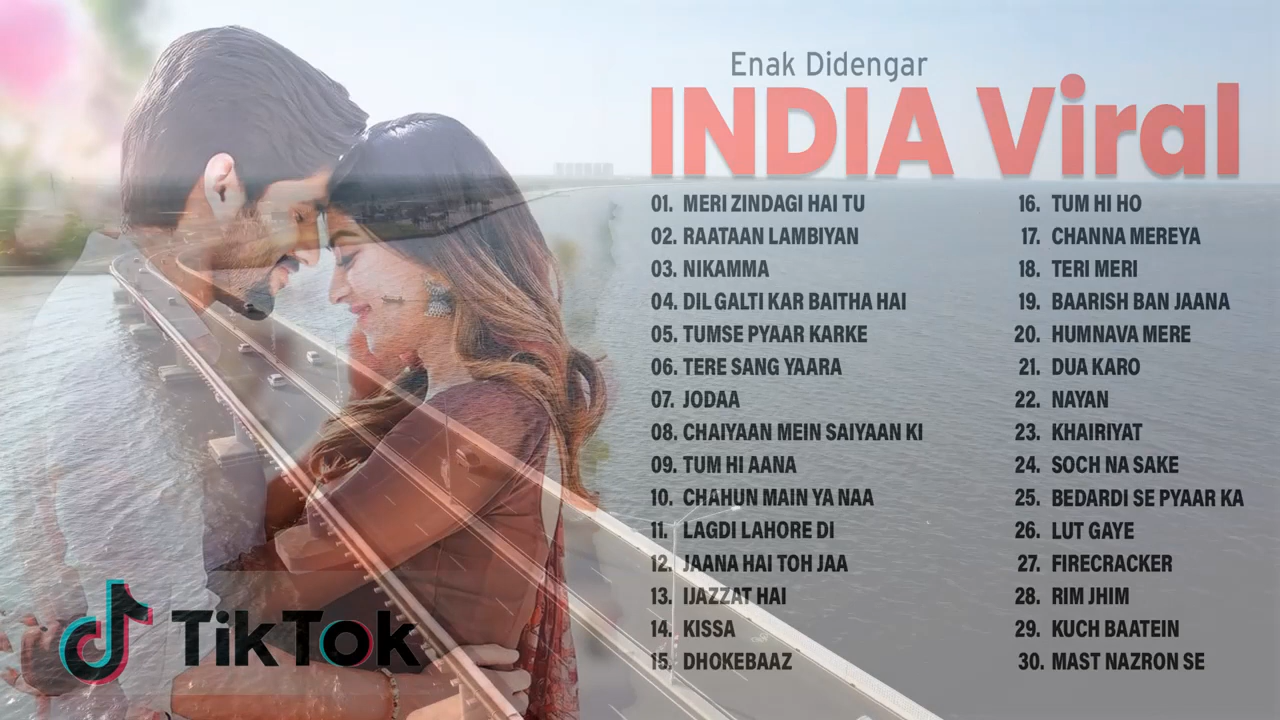 Enak Didengar
INDIA Viral
01. MERI ZINDAGI HAI TU
02. RAATAAN LAMBIYAN
03. NIKAMMA
04. DIL GALTI KAR BAITHA HAI
05. TUMSE PYAAR KARKE
06. TERE SANG YAARA
07. JODAA
08. CHAIYAAN MEIN SAIYAAN KI
09. TUM HI AANA
10. CHAHUN MAIN YA NAA
11. LAGDI LAHORE DI
12. JAANA HAI TOH JAA
13. IJAZZAT HAI
14. KISSA
15. DHOKEBAAZ
16. TUM HI HO
17. CHANNA MEREYA
18. TERI MERI
19. BAARISH BAN JAANA
20. HUMNAVA MERE
21. DUA KARO
22. NAYAN
23. KHAIRIYAT
24. SOCH NA SAKE
25. BEDARDI SE PYAAR KA
26. LUT GAYE
27. FIRECRACKER
28. RIM JHIM
29. KUCH BAATEIN
30. MAST NAZRON SE
TikTok